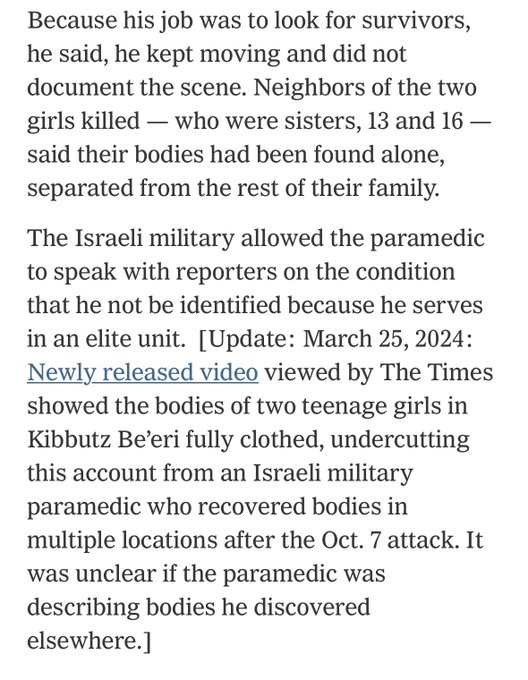 Because his job was to look for survivors,
he said, he kept moving and did not
document the scene. Neighbors of the two
girls killed — who were sisters, 13 and 16 —
said their bodies had been found alone,
separated from the rest of their family.
The Israeli military allowed the paramedic
to speak with reporters on the condition
that he not be identified because he serves
in an elite unit.  [Update: March 25, 2024:
Newly released video viewed by The Times
showed the bodies of two teenage girls in
Kibbutz Be’eri fully clothed, undercutting
this account from an Israeli military
paramedic who recovered bodies in
multiple locations after the Oct. 7 attack. It
was unclear if the paramedic was
describing bodies he discovered
elsewhere.]